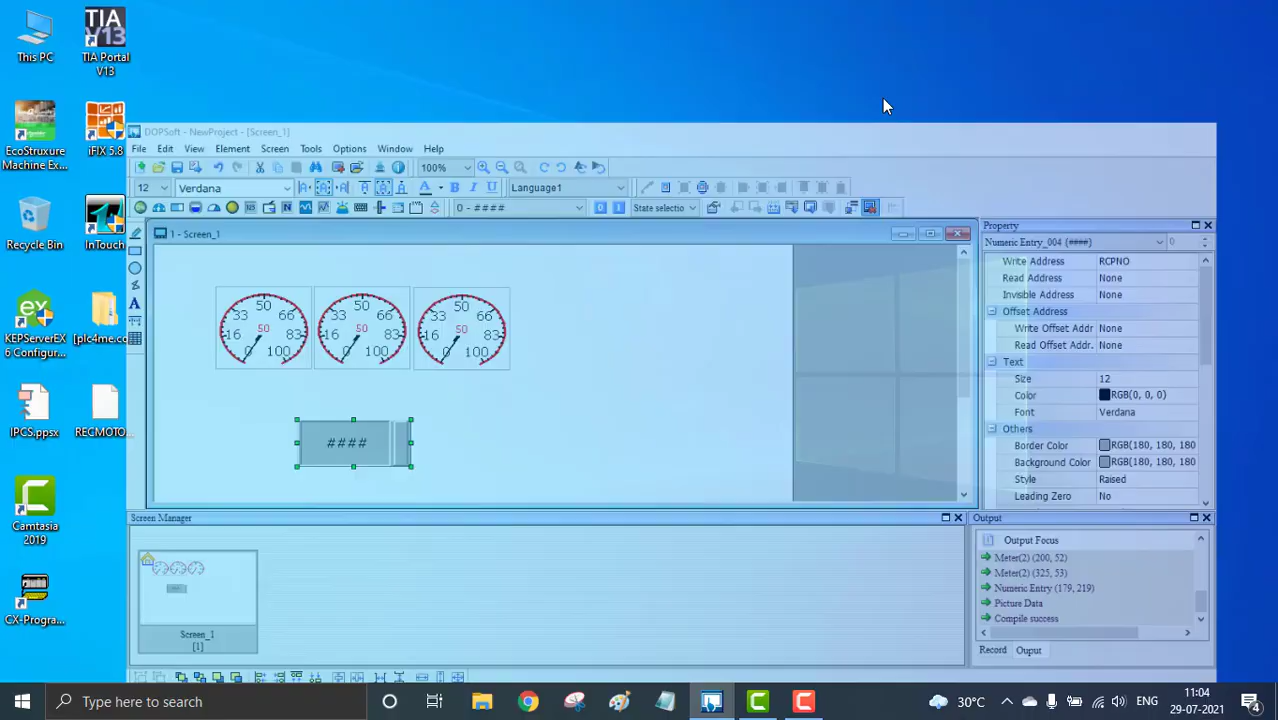 This PC
TIA Portal V13
EcoStruxure Machine Ex...
iFIX 5.8
Recycle Bin
InTouch
KEPServerEX 6 Configur...
[plc4me.cc
IPCS.ppsx
RECMOTO...
Camtasia 2019
CX-Progra...
DOPSoft - NewProject - [Screen_1]
File Edit View Element Screen Tools Options Window Help
100%
12 Verdana Language1
0 - #### State selectio
1 - Screen_1
0 16 33 50 66 83 100 50
0 16 33 50 66 83 100 50
0 16 33 50 66 83 100 50
####
Property
Numeric Entry_004 (####) 0
Write Address RCPNO
Read Address None
Invisible Address None
Offset Address
Write Offset Addr None
Read Offset Addr. None
Text
Size 12
Color RGB(0, 0, 0)
Font Verdana
Others
Border Color RGB(180, 180, 180
Background Color RGB(180, 180, 180
Style Raised
Leading Zero No
Screen Manager
Screen_1
[1]
Output
Output Focus
Meter(2) (200, 52)
Meter(2) (325, 53)
Numeric Entry (179, 219)
Picture Data
Compile success
Record Ouput
Type here to search
30°C
ENG
11:04
29-07-2021
4